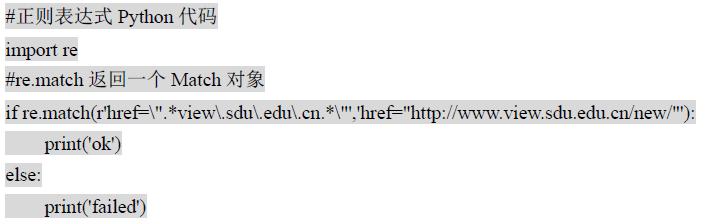 #正则表达式 Python 代码
import re
#re.match 返回一个 Match 对象
if re.match(r'href=\".*view\.sdu\.edu\.cn.*\"','href="http://www.view.sdu.edu.cn/new/"'):
    print('ok')
else:
    print('failed')